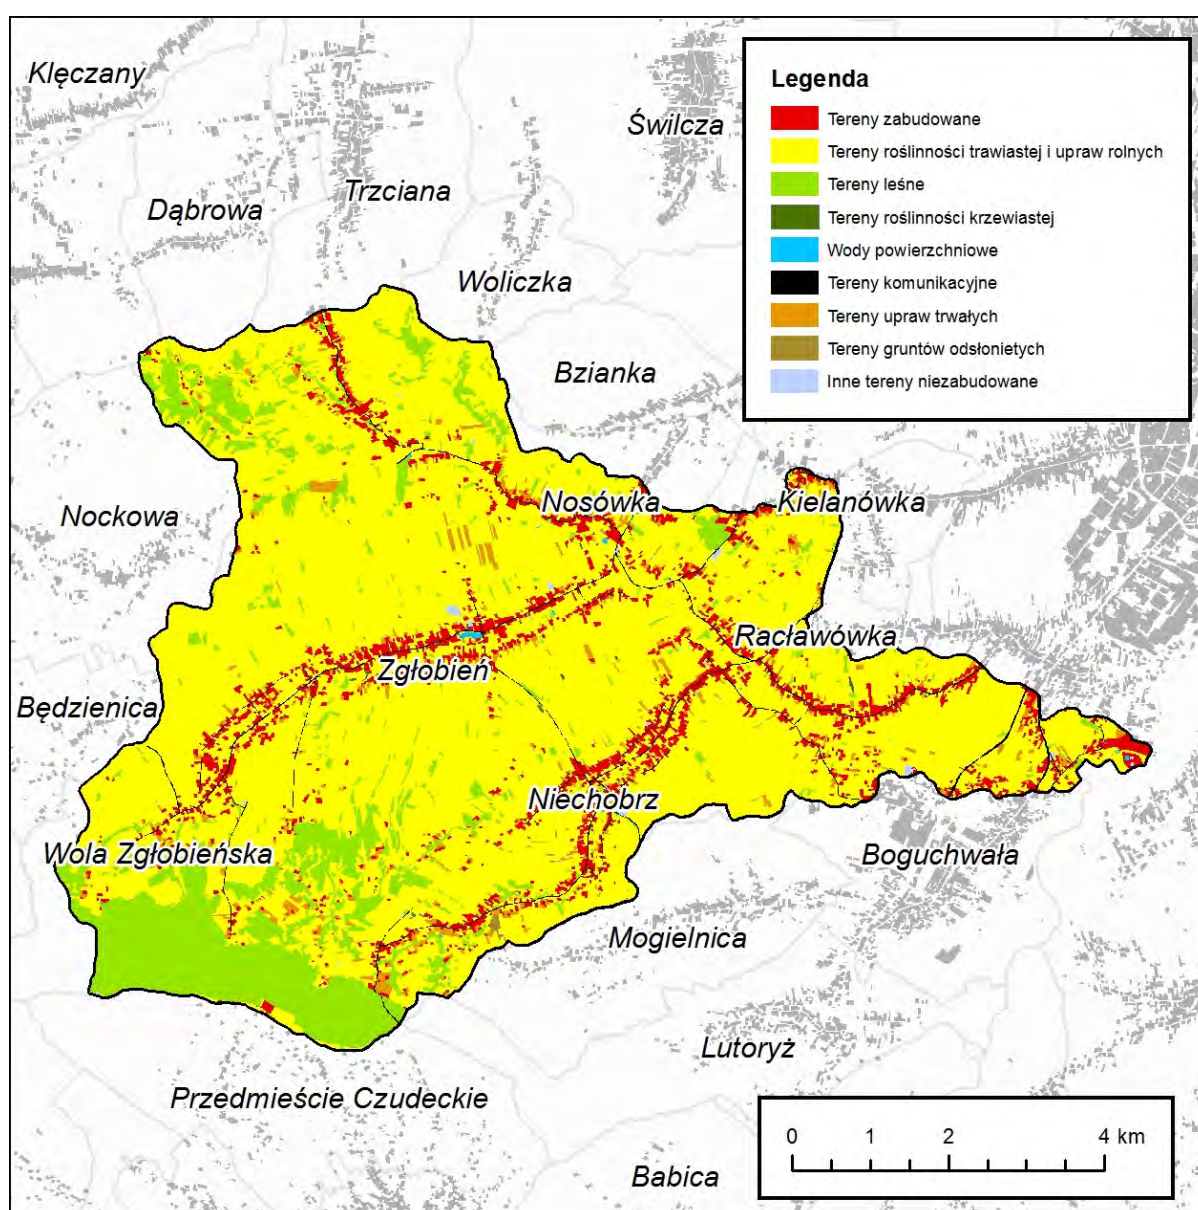 Klęczany
Świlcza
Trzciana
Dąbrowa
Woliczka
Bzianka
Nosówka
Kielanówka
Nockowa
Racławówka
Zgłobień
Będzienica
Niechobrz
Wola Zgłobieńska
Boguchwała
Mogielnica
Lutoryż
Przedmieście Czudeckie
Babica
Legenda
Tereny zabudowane
Tereny roślinności trawiastej i upraw rolnych
Tereny leśne
Tereny roślinności krzewiastej
Wody powierzchniowe
Tereny komunikacyjne
Tereny upraw trwałych
Tereny gruntów odsłonietych
Inne tereny niezabudowane
0 1 2 4 km